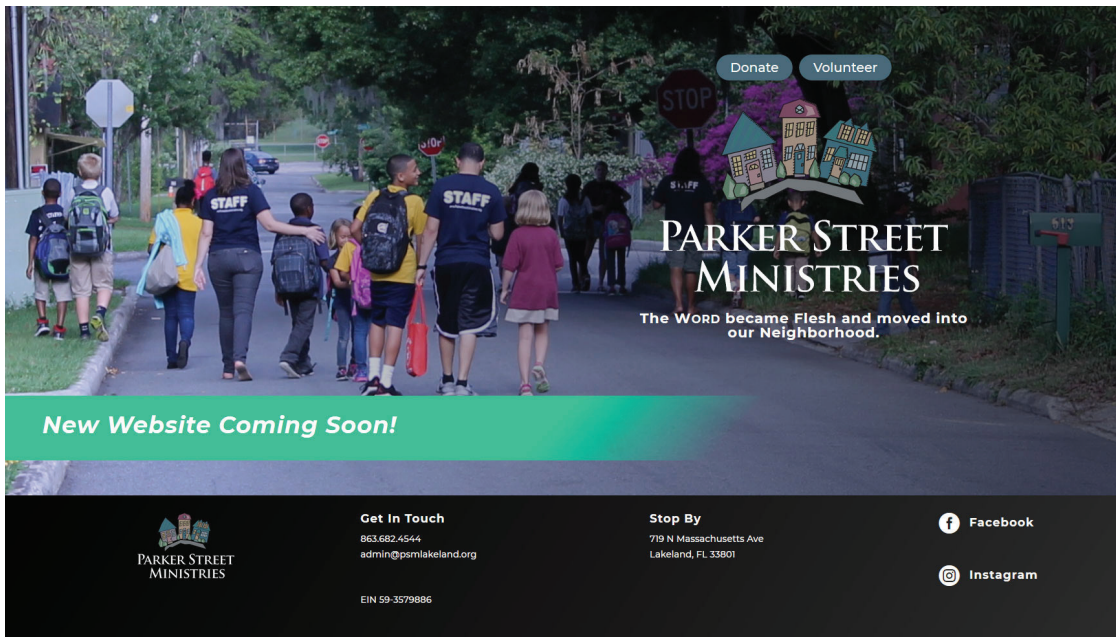 Donate
Volunteer
STOP
STOP
STAFF
STAFF
STAFF
613
PARKER STREET
MINISTRIES
The WORD became Flesh and moved into
our Neighborhood.
New Website Coming Soon!
PARKER STREET
MINISTRIES
Get In Touch
863.682.4544
admin@psmlakeland.org
EIN 59-3579886
Stop By
719 N Massachusetts Ave
Lakeland, FL 33801
Facebook
Instagram